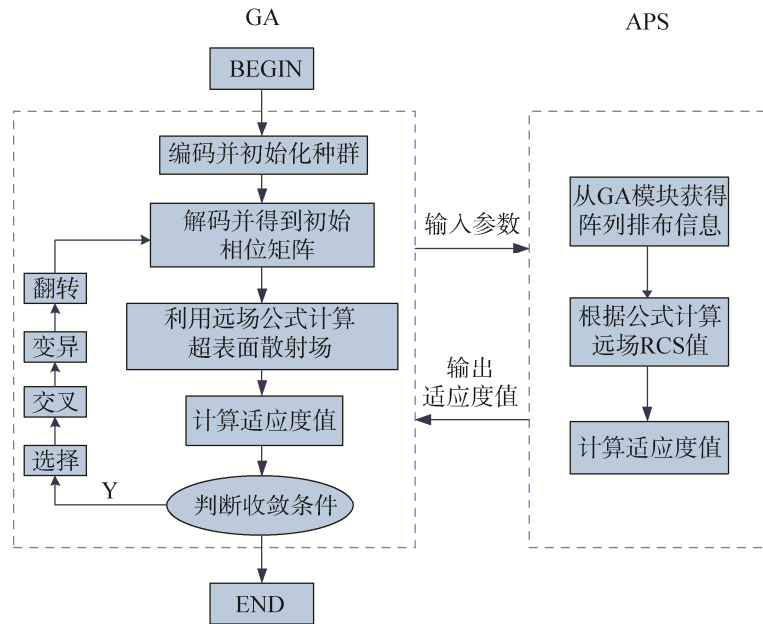 GA
BEGIN
编码并初始化种群
解码并得到初始
相位矩阵
利用远场公式计算
超表面散射场
计算适应度值
判断收敛条件
END
Y
选择
交叉
变异
翻转
输入参数
输出
适应度值
APS
从GA模块获得
阵列排布信息
根据公式计算
远场RCS值
计算适应度值